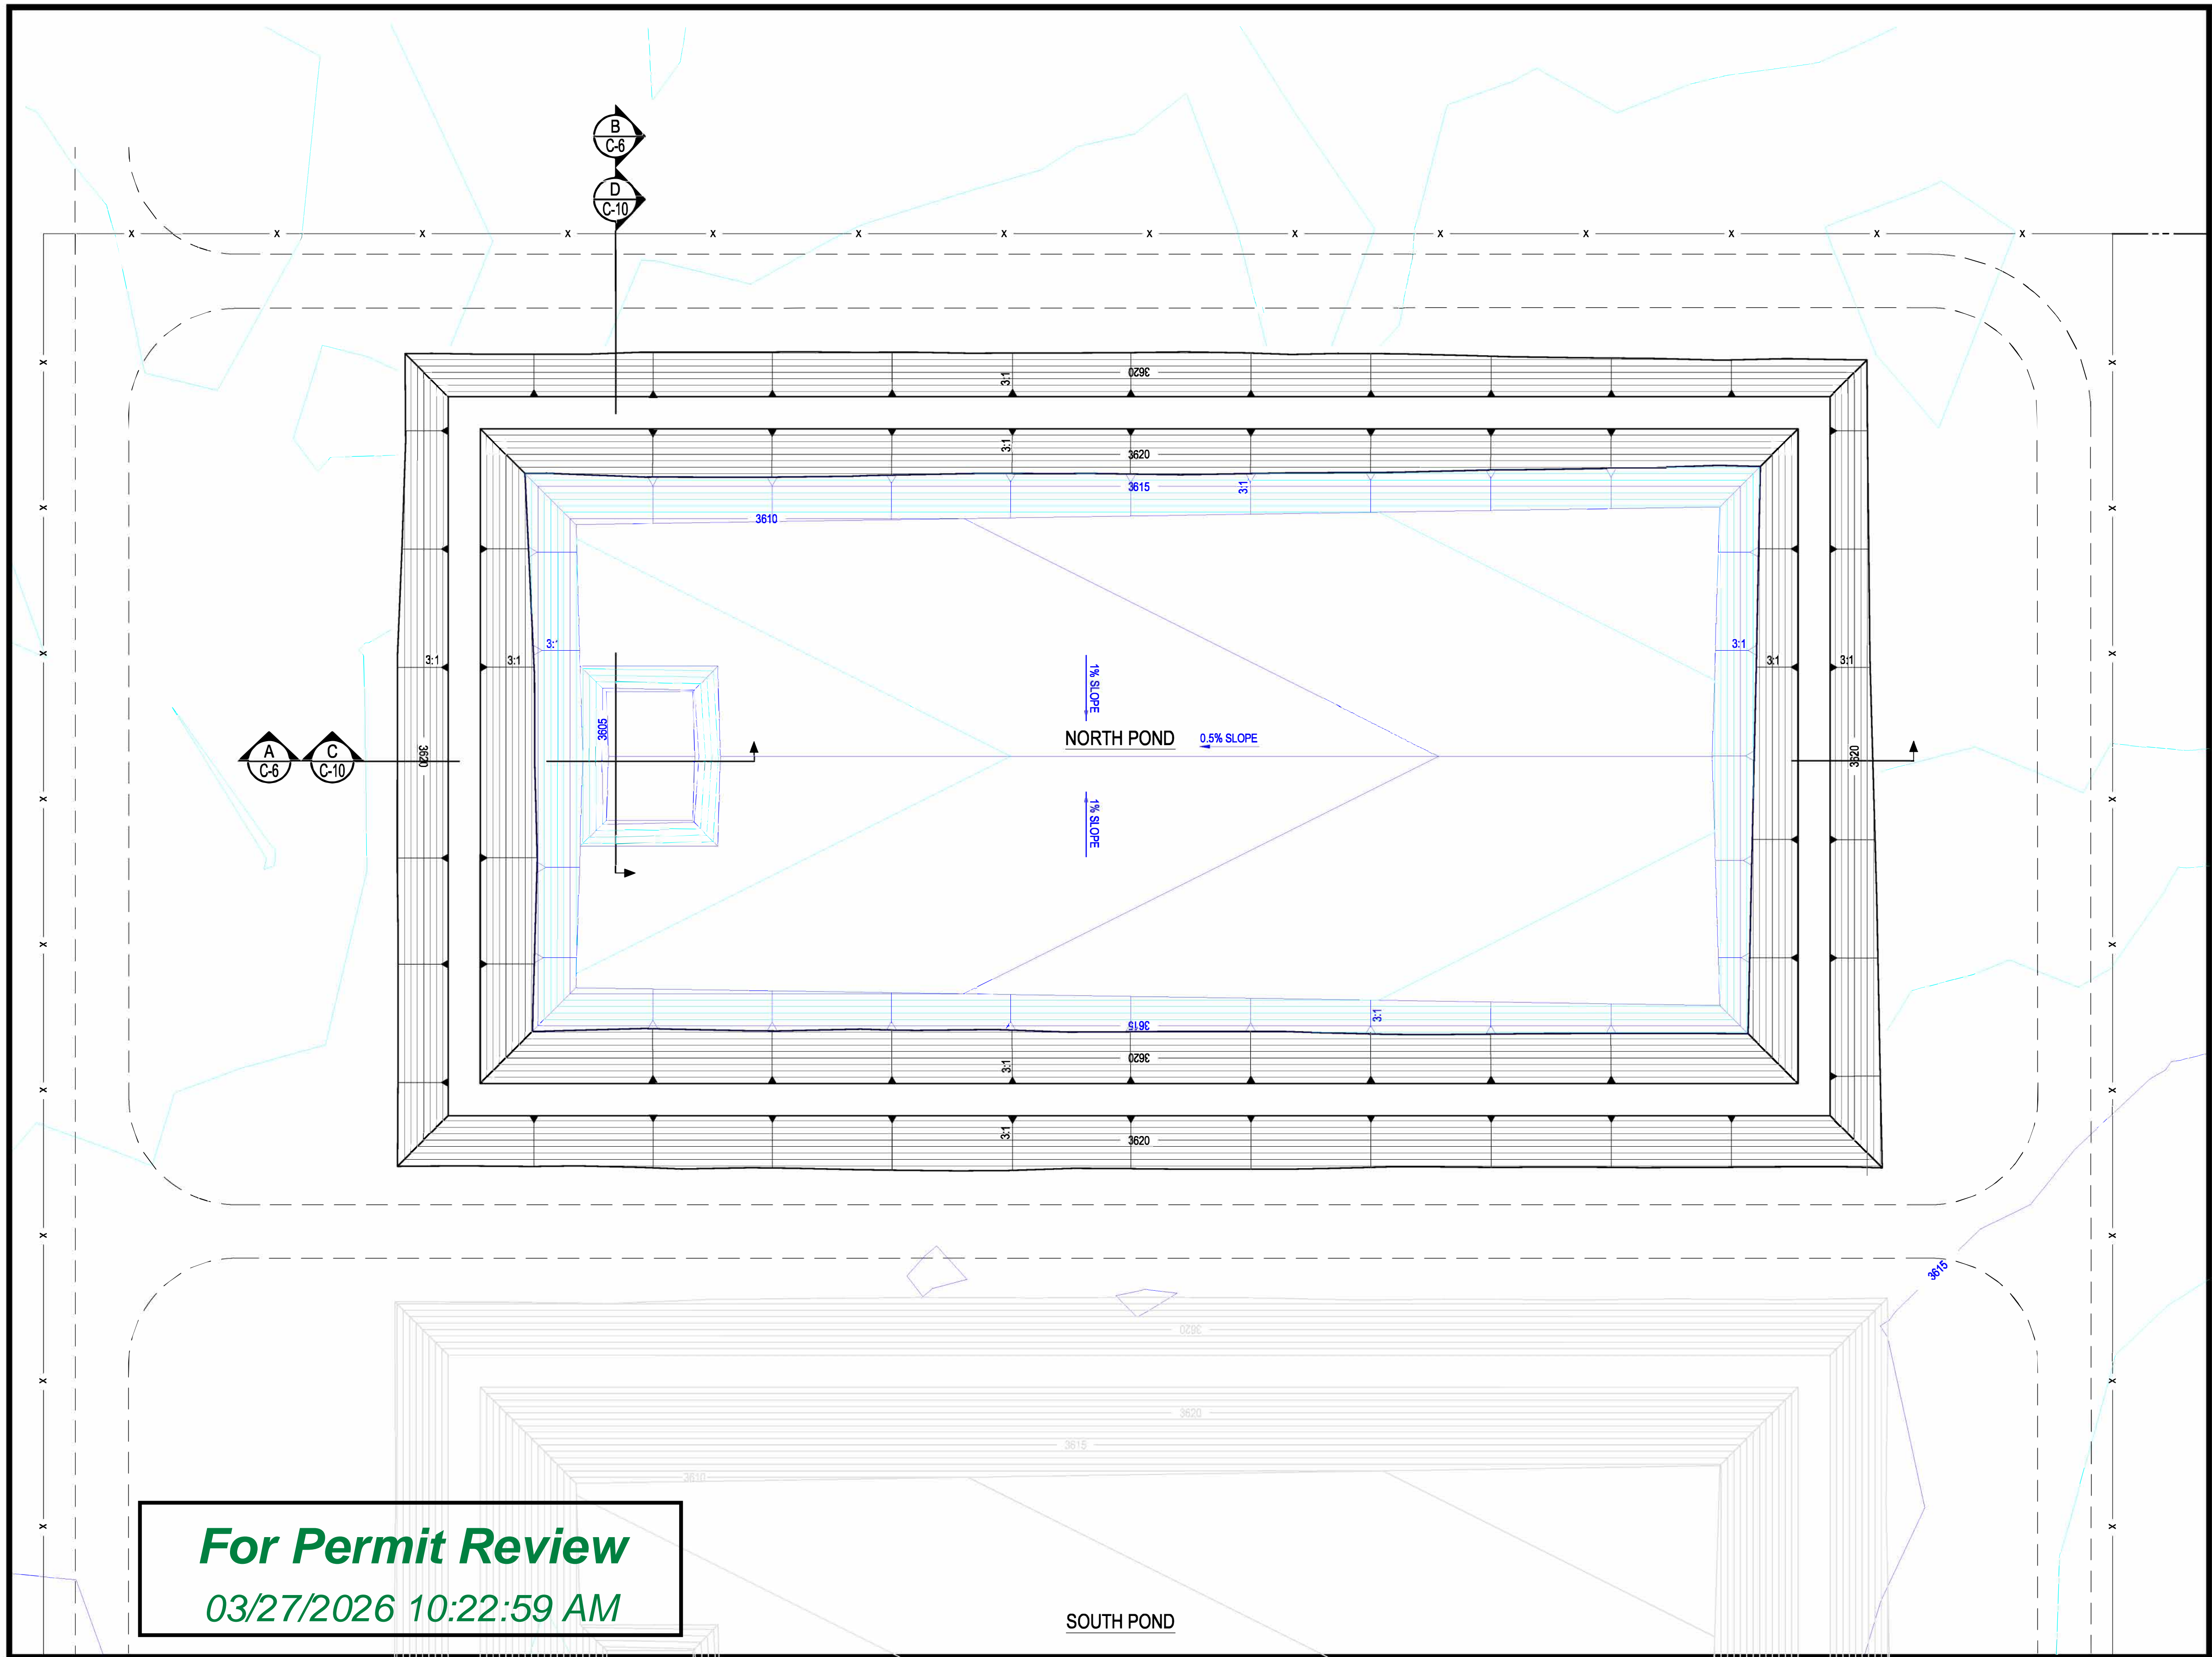 B
C-6
D
C-10
x x x x x x x x x x x x x x
3:1
3620
3:1
3620
3615
3:1
3610
3:1
3:1
3:1
3:1
3:1
3:1
1% SLOPE
3605
NORTH POND
0.5% SLOPE
A
C-6
C
C-10
3620
3620
1% SLOPE
3:1
3615
3:1
3620
3:1
3620
3615
3620
3620
3615
3610
For Permit Review
03/27/2026 10:22:59 AM
SOUTH POND